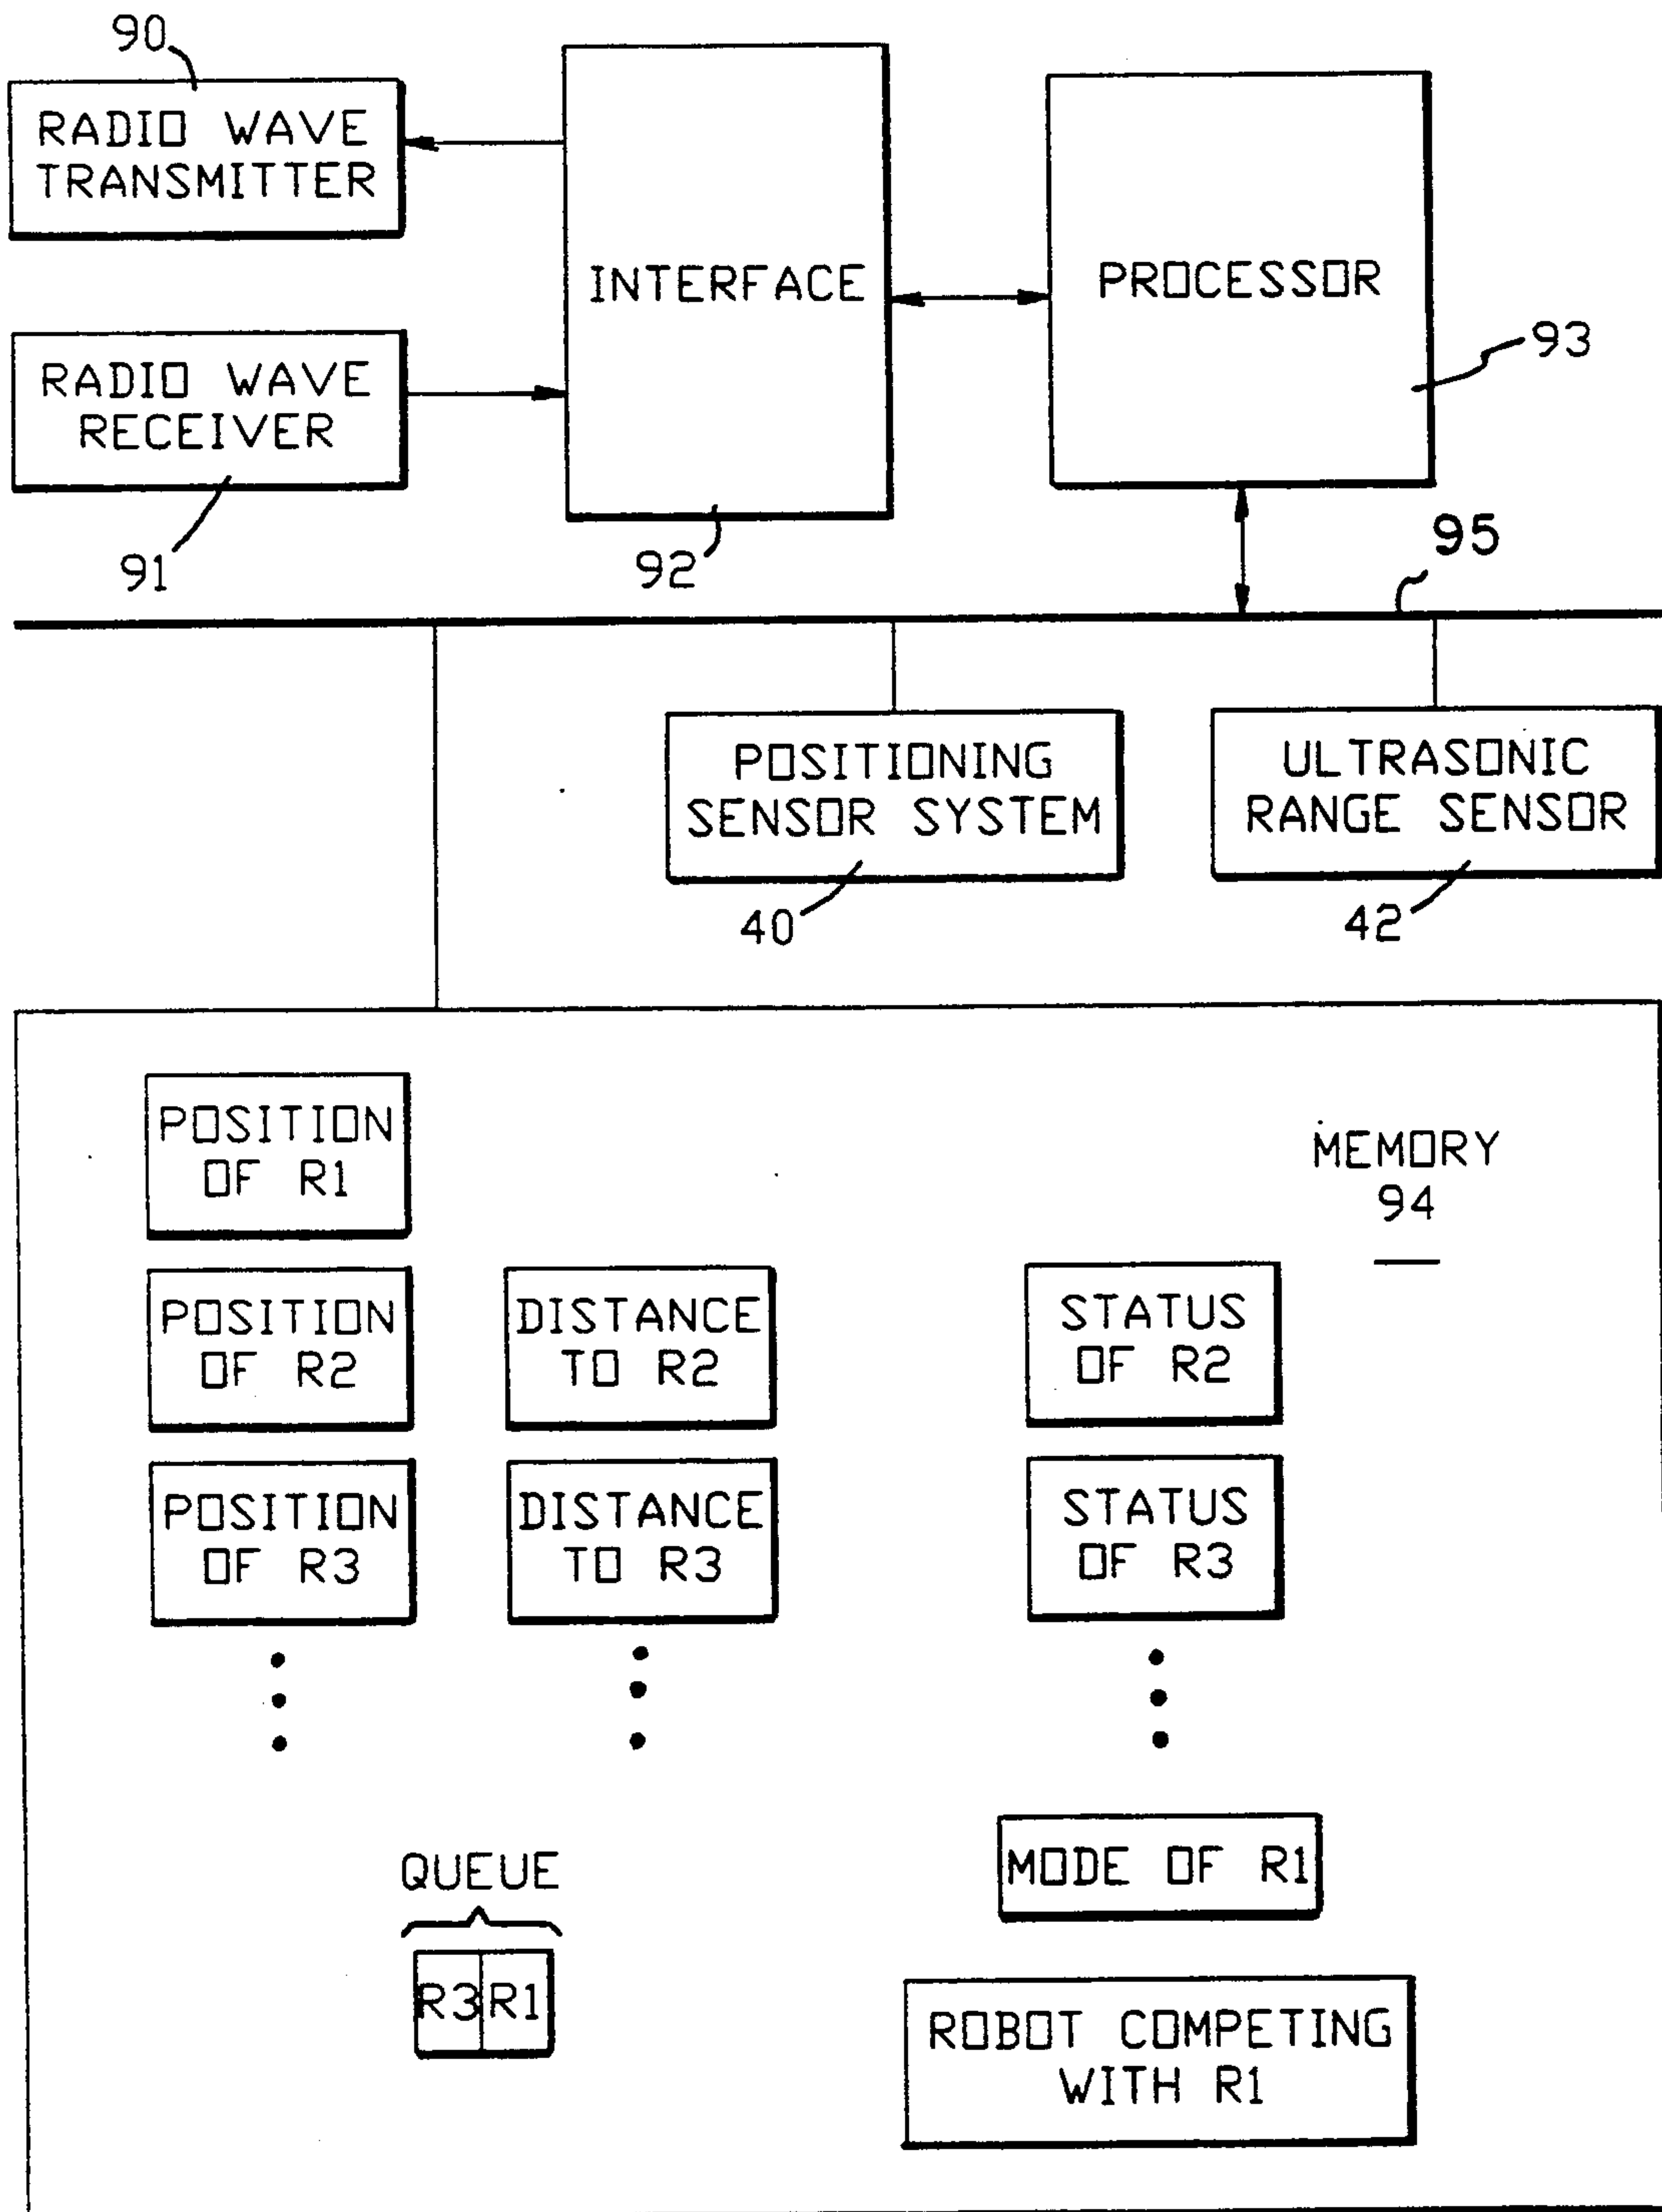 90
RADIO WAVE
TRANSMITTER
INTERFACE
PROCESSOR
93
RADIO WAVE
RECEIVER
91
92
95
POSITIONING
SENSOR SYSTEM
40
ULTRASONIC
RANGE SENSOR
42
MEMORY
94
POSITION
OF R1
POSITION
OF R2
DISTANCE
TO R2
STATUS
OF R2
POSITION
OF R3
DISTANCE
TO R3
STATUS
OF R3
MODE OF R1
QUEUE
R3 R1
ROBOT COMPETING
WITH R1